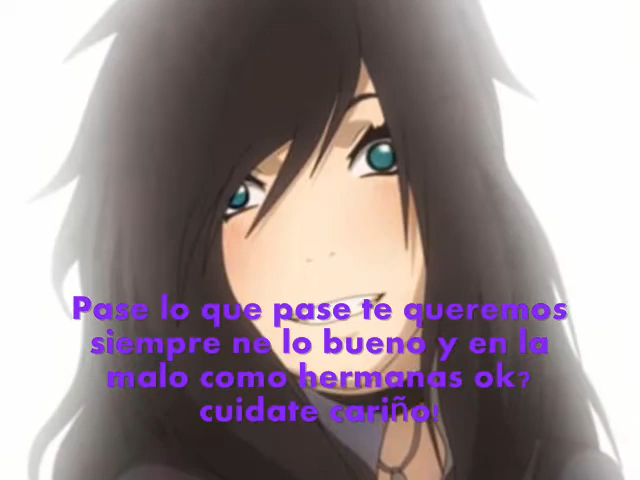 Pase lo que pase te queremos
siempre ne lo bueno y en la
malo como hermanas ok?
cuidate cariño!